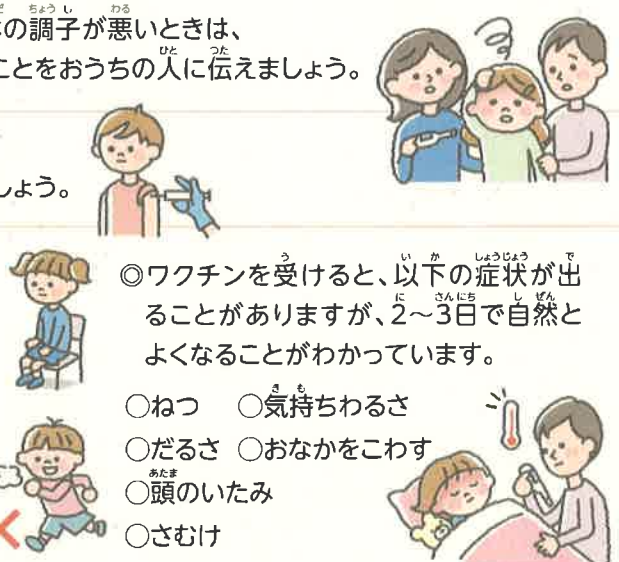 の調子が悪いときは、
ことをおうちの人に伝えましょう。
しょう。
◎ワクチンを受けると、以下の症状が出
ることがありますが、2～3日で自然と
よくなることがわかっています。
○ねつ ○気持ちわるさ
○だるさ ○おなかをこわす
○頭のいたみ
○さむけ